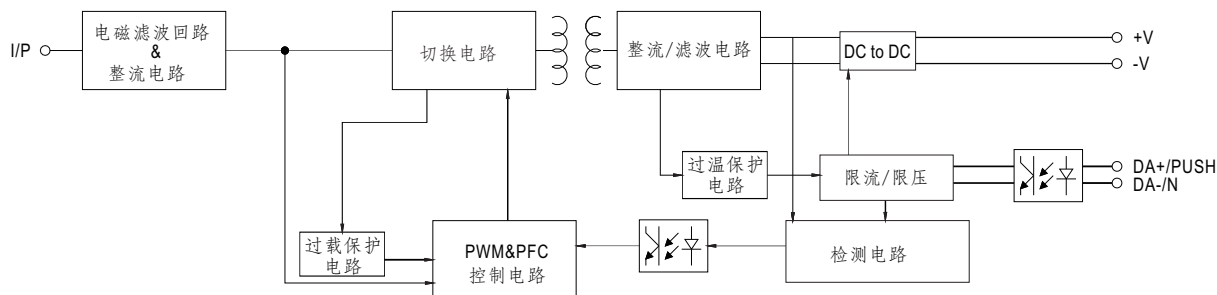 I/P
电磁滤波回路
&
整流电路
切换电路
整流/滤波电路
DC to DC
+V
-V
过温保护
电路
限流/限压
DA+/PUSH
DA-/N
过载保护
电路
PWM&PFC
控制电路
检测电路